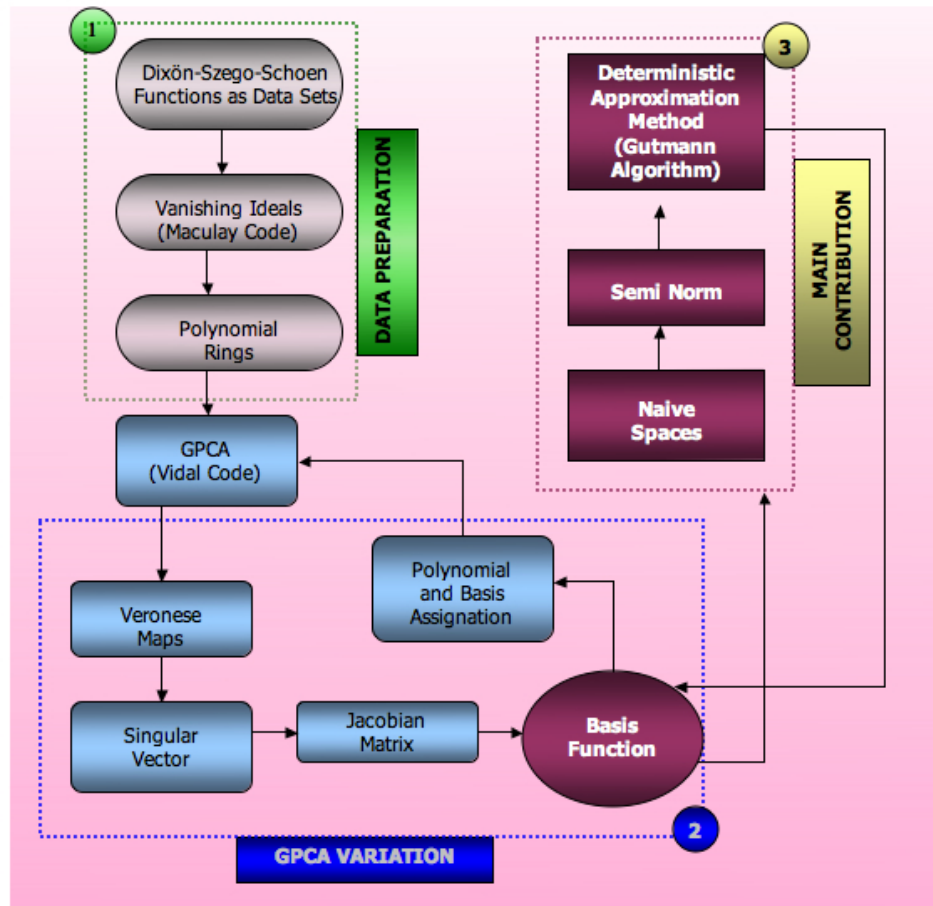 1
Dixön-Szego-Schoen
Functions as Data Sets
Vanishing Ideals
(Maculay Code)
Polynomial
Rings
DATA PREPARATION
GPCA
(Vidal Code)
Veronese
Maps
Singular
Vector
Jacobian
Matrix
Basis
Function
Polynomial
and Basis
Assignation
2
GPCA VARIATION
3
Deterministic
Approximation
Method
(Gutmann
Algorithm)
Semi Norm
Naive
Spaces
MAIN
CONTRIBUTION